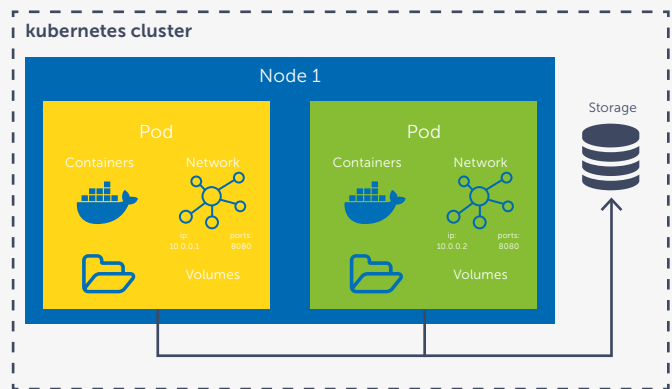 kubernetes cluster
Node 1
Storage
Pod
Containers
Network
ip:
10.0.0.1
ports:
8080
Volumes
Pod
Containers
Network
ip:
10.0.0.2
ports:
8080
Volumes